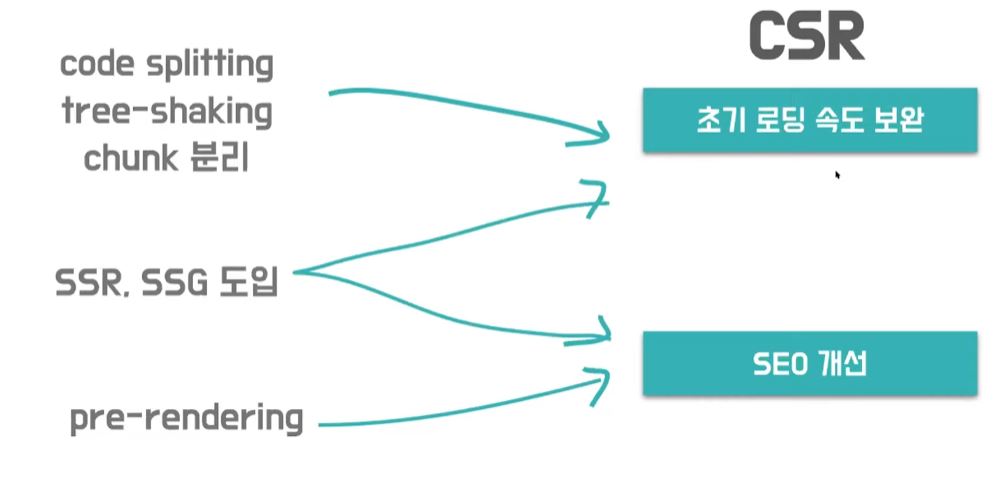 CSR
code splitting
tree-shaking
chunk 분리
초기 로딩 속도 보완
SSR, SSG 도입
SEO 개선
pre-rendering